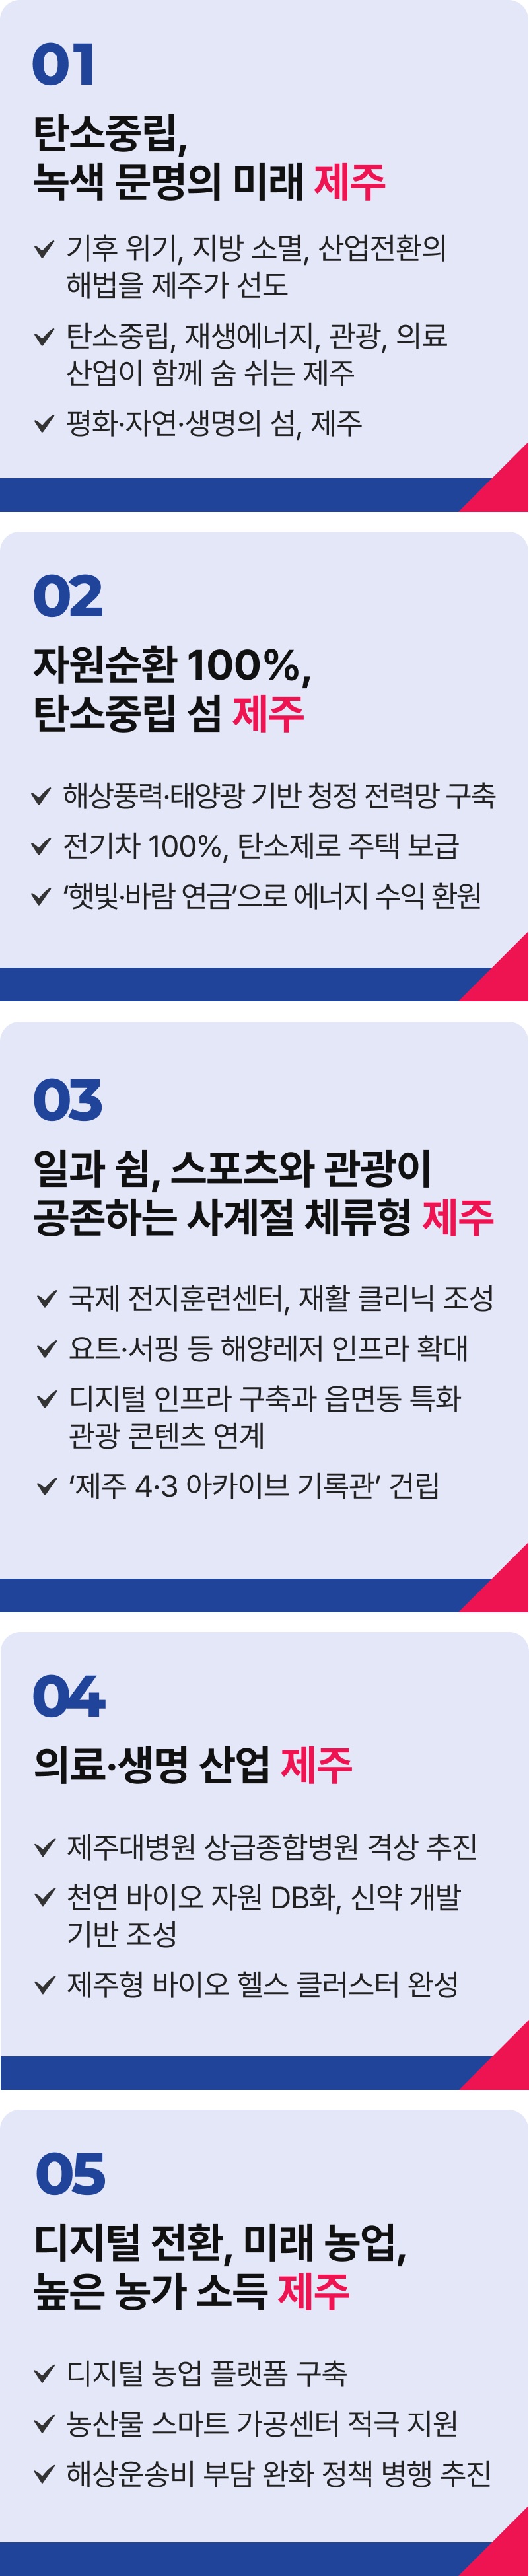 01
탄소중립,
녹색 문명의 미래 제주
기후 위기, 지방 소멸, 산업전환의
해법을 제주가 선도
탄소중립, 재생에너지, 관광, 의료
산업이 함께 숨 쉬는 제주
평화·자연·생명의 섬, 제주
02
자원순환 100%,
탄소중립 섬 제주
해상풍력·태양광 기반 청정 전력망 구축
전기차 100%, 탄소제로 주택 보급
‘햇빛·바람 연금’으로 에너지 수익 환원
03
일과 쉼, 스포츠와 관광이
공존하는 사계절 체류형 제주
국제 전지훈련센터, 재활 클리닉 조성
요트·서핑 등 해양레저 인프라 확대
디지털 인프라 구축과 읍면동 특화
관광 콘텐츠 연계
‘제주 4·3 아카이브 기록관’ 건립
04
의료·생명 산업 제주
제주대병원 상급종합병원 격상 추진
천연 바이오 자원 DB화, 신약 개발
기반 조성
제주형 바이오 헬스 클러스터 완성
05
디지털 전환, 미래 농업,
높은 농가 소득 제주
디지털 농업 플랫폼 구축
농산물 스마트 가공센터 적극 지원
해상운송비 부담 완화 정책 병행 추진